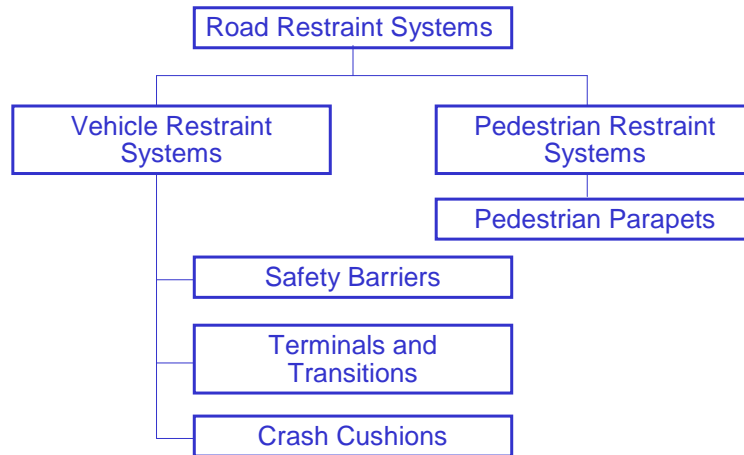 Road Restraint Systems
Vehicle Restraint
Systems
Pedestrian Restraint
Systems
Pedestrian Parapets
Safety Barriers
Terminals and
Transitions
Crash Cushions